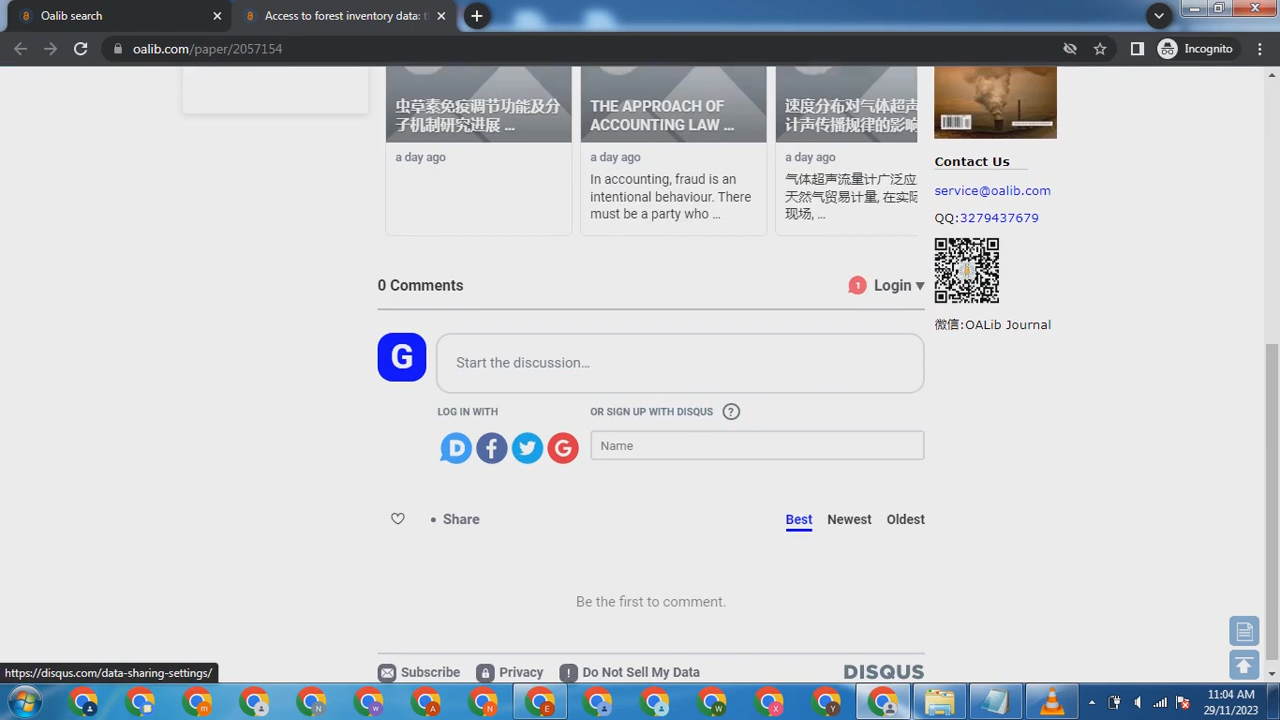 Oalib search
Access to forest inventory data: t
oalib.com/paper/2057154
Incognito
虫草素免疫调节功能及分
子机制研究进展 ...
a day ago
THE APPROACH OF
ACCOUNTING LAW ...
a day ago
In accounting, fraud is an
intentional behaviour. There
must be a party who ...
速度分布对气体超声
计声传播规律的影响
a day ago
气体超声流量计广泛应
天然气贸易计量, 在实际
现场, ...
Contact Us
service@oalib.com
QQ:3279437679
微信:OALib Journal
0 Comments
1
Login
G
Start the discussion...
LOG IN WITH
OR SIGN UP WITH DISQUS ?
D f G
Name
• Share
Best Newest Oldest
Be the first to comment.
https://disqus.com/data-sharing-settings/
Subscribe
Privacy
! Do Not Sell My Data
DISQUS
11:04 AM
29/11/2023